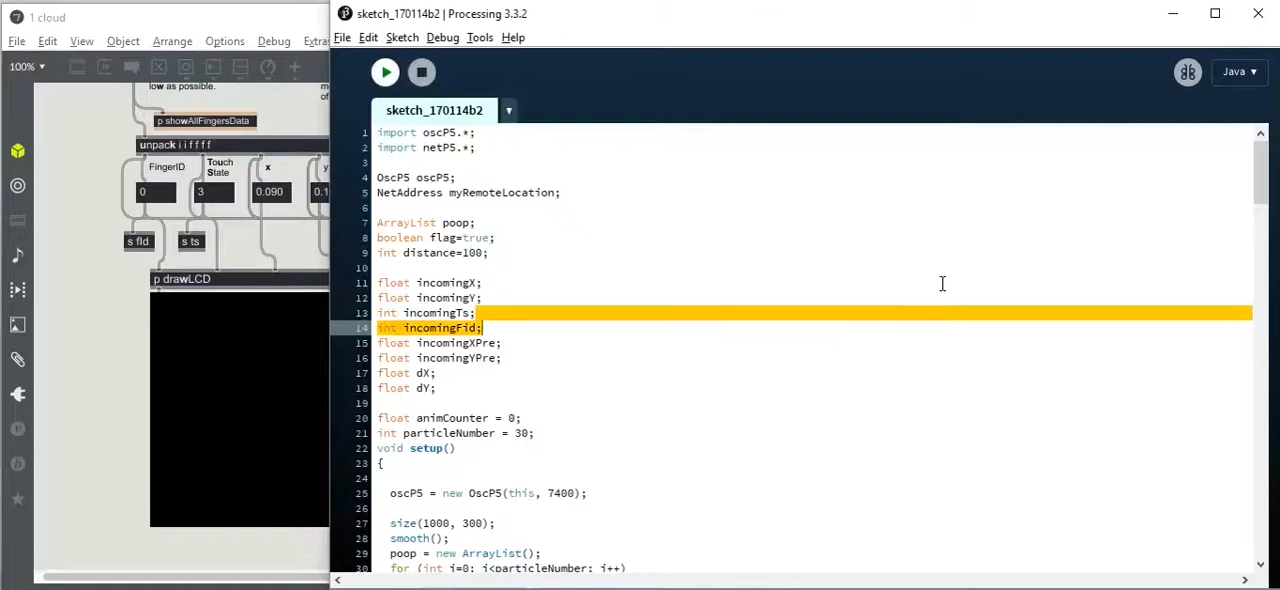 1 cloud
File Edit View Object Arrange Options Debug Extras
100% ▾
low as possible.
m
of
p showAllFingersData
unpack i i f f f f
FingerID
Touch
State
x
y
0
3
0.090
0.1
s fId
s ts
p drawLCD
sketch_170114b2 | Processing 3.3.2
File Edit Sketch Debug Tools Help
Java ▾
sketch_170114b2 ▼
1 import oscP5.*;
2 import netP5.*;
3
4 OscP5 oscP5;
5 NetAddress myRemoteLocation;
6
7 ArrayList poop;
8 boolean flag=true;
9 int distance=100;
10
11 float incomingX;
12 float incomingY;
13 int incomingTs;
14 int incomingFid;
15 float incomingXPre;
16 float incomingYPre;
17 float dX;
18 float dY;
19
20 float animCounter = 0;
21 int particleNumber = 30;
22 void setup()
23 {
24
25 oscP5 = new OscP5(this, 7400);
26
27 size(1000, 300);
28 smooth();
29 poop = new ArrayList();
30 for (int i=0; i<particleNumber; i++)